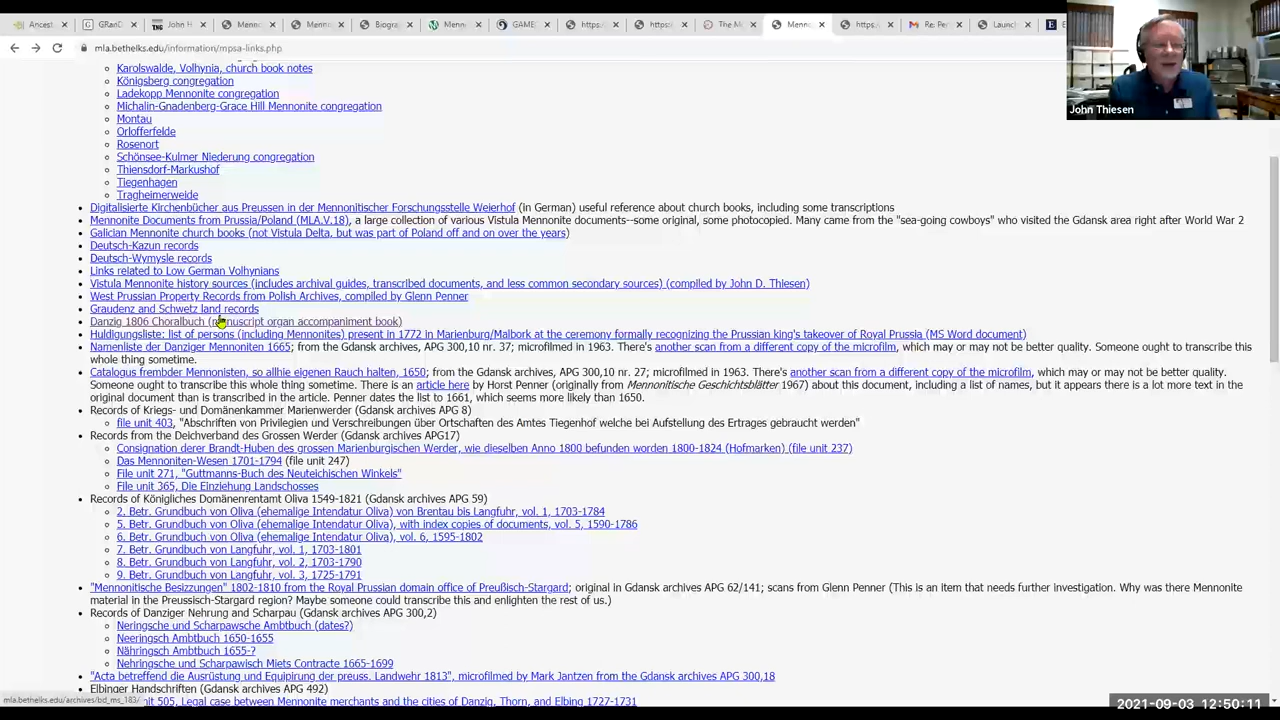 Ancest
GRanD
John H
Menno
Menno
Biograp
Menno
GAMEO
https:/
https:/
The M
Menno
https:/
Re: Pe
Launch
mla.bethelks.edu/information/mpsa-links.php
Karolswalde, Volhynia, church book notes
Königsberg congregation
Ladekopp Mennonite congregation
Michalin-Gnadenberg-Grace Hill Mennonite congregation
Montau
Orlofferfelde
Rosenort
Schönsee-Kulmer Niederung congregation
Thiensdorf-Markushof
Tiegenhagen
Tragheimerweide
Digitalisierte Kirchenbücher aus Preussen in der Mennonitischer Forschungsstelle Weierhof (in German) useful reference about church books, including some transcriptions
Mennonite Documents from Prussia/Poland (MLA.V.18), a large collection of various Vistula Mennonite documents--some original, some photocopied. Many came from the "sea-going cowboys" who visited the Gdansk area right after World War 2
Galician Mennonite church books (not Vistula Delta, but was part of Poland off and on over the years)
Deutsch-Kazun records
Deutsch-Wymysle records
Links related to Low German Volhynians
Vistula Mennonite history sources (includes archival guides, transcribed documents, and less common secondary sources) (compiled by John D. Thiesen)
West Prussian Property Records from Polish Archives, compiled by Glenn Penner
Graudenz and Schwetz land records
Danzig 1806 Choralbuch (manuscript organ accompaniment book)
Huldigungsliste: list of persons (including Mennonites) present in 1772 in Marienburg/Malbork at the ceremony formally recognizing the Prussian king's takeover of Royal Prussia (MS Word document)
Namenliste der Danziger Mennoniten 1665; from the Gdansk archives, APG 300,10 nr. 37; microfilmed in 1963. There's another scan from a different copy of the microfilm, which may or may not be better quality. Someone ought to transcribe this
whole thing sometime.
Catalogus frembder Mennonisten, so allhie eigenen Rauch halten, 1650; from the Gdansk archives, APG 300,10 nr. 27; microfilmed in 1963. There's another scan from a different copy of the microfilm, which may or may not be better quality.
Someone ought to transcribe this whole thing sometime. There is an article here by Horst Penner (originally from Mennonitische Geschichtsblätter 1967) about this document, including a list of names, but it appears there is a lot more text in the
original document than is transcribed in the article. Penner dates the list to 1661, which seems more likely than 1650.
Records of Kriegs- und Domänenkammer Marienwerder (Gdansk archives APG 8)
file unit 403, "Abschriften von Privilegien und Verschreibungen über Ortschaften des Amtes Tiegenhof welche bei Aufstellung des Ertrages gebraucht werden"
Records from the Deichverband des Grossen Werder (Gdansk archives APG17)
Consignation derer Brandt-Huben des grossen Marienburgischen Werder, wie dieselben Anno 1800 befunden worden 1800-1824 (Hofmarken) (file unit 237)
Das Mennoniten-Wesen 1701-1794 (file unit 247)
File unit 271, "Guttmanns-Buch des Neuteichischen Winkels"
File unit 365, Die Einziehung Landschosses
Records of Königliches Domänenrentamt Oliva 1549-1821 (Gdansk archives APG 59)
2. Betr. Grundbuch von Oliva (ehemalige Intendatur Oliva) von Brentau bis Langfuhr, vol. 1, 1703-1784
5. Betr. Grundbuch von Oliva (ehemalige Intendatur Oliva), with index copies of documents, vol. 5, 1590-1786
6. Betr. Grundbuch von Oliva (ehemalige Intendatur Oliva), vol. 6, 1595-1802
7. Betr. Grundbuch von Langfuhr, vol. 1, 1703-1801
8. Betr. Grundbuch von Langfuhr, vol. 2, 1703-1790
9. Betr. Grundbuch von Langfuhr, vol. 3, 1725-1791
"Mennonitische Besizzungen" 1802-1810 from the Royal Prussian domain office of Preußisch-Stargard; original in Gdansk archives APG 62/141; scans from Glenn Penner (This is an item that needs further investigation. Why was there Mennonite
material in the Preussisch-Stargard region? Maybe someone could transcribe this and enlighten the rest of us.)
Records of Danziger Nehrung and Scharpau (Gdansk archives APG 300,2)
Neringsche und Scharpawsche Ambtbuch (dates?)
Neeringsch Ambtbuch 1650-1655
Nähringsch Ambtbuch 1655-?
Nehringsche und Scharpawisch Miets Contracte 1665-1699
"Acta betreffend die Ausrüstung und Equipirung der preuss. Landwehr 1813", microfilmed by Mark Jantzen from the Gdansk archives APG 300,18
Elbinger Handschriften (Gdansk archives APG 492)
mla.bethelks.edu/archives/bd_ms_183/
nit 505, Legal case between Mennonite merchants and the cities of Danzig, Thorn, and Elbing 1727-1731
John Thiesen
2021-09-03 12:50:11